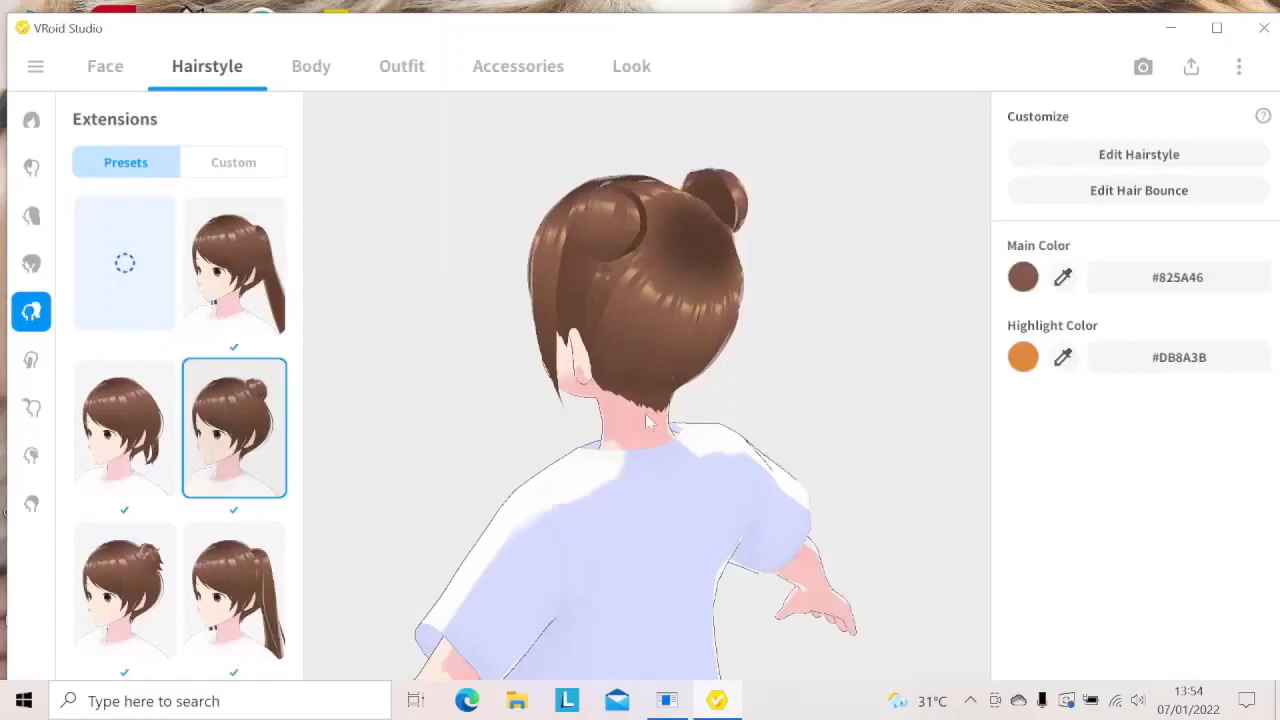 VRoid Studio
Face
Hairstyle
Body
Outfit
Accessories
Look
Extensions
Presets
Custom
Customize
Edit Hairstyle
Edit Hair Bounce
Main Color
#825A46
Highlight Color
#DB8A3B
Type here to search
L
31°C
13:54
07/01/2022